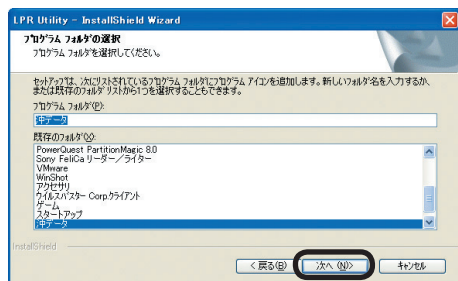 LPR Utility - InstallShield Wizard
プログラム フォルダの選択
プログラム フォルダを選択してください。
セットアップは、次にリストされているプログラム フォルダにプログラム アイコンを追加します。新しいフォルダ名を入力するか、
または既存のフォルダ リストから1つを選択することもできます。
プログラム フォルダ(P):
沖データ
既存のフォルダ(X):
PowerQuest PartitionMagic 8.0
Sony FeliCa リーダー／ライター
VMware
WinShot
アクセサリ
ウイルスバスター Corp.クライアント
ゲーム
スタートアップ
沖データ
InstallShield
< 戻る(B)
次へ (N)>
キャンセル